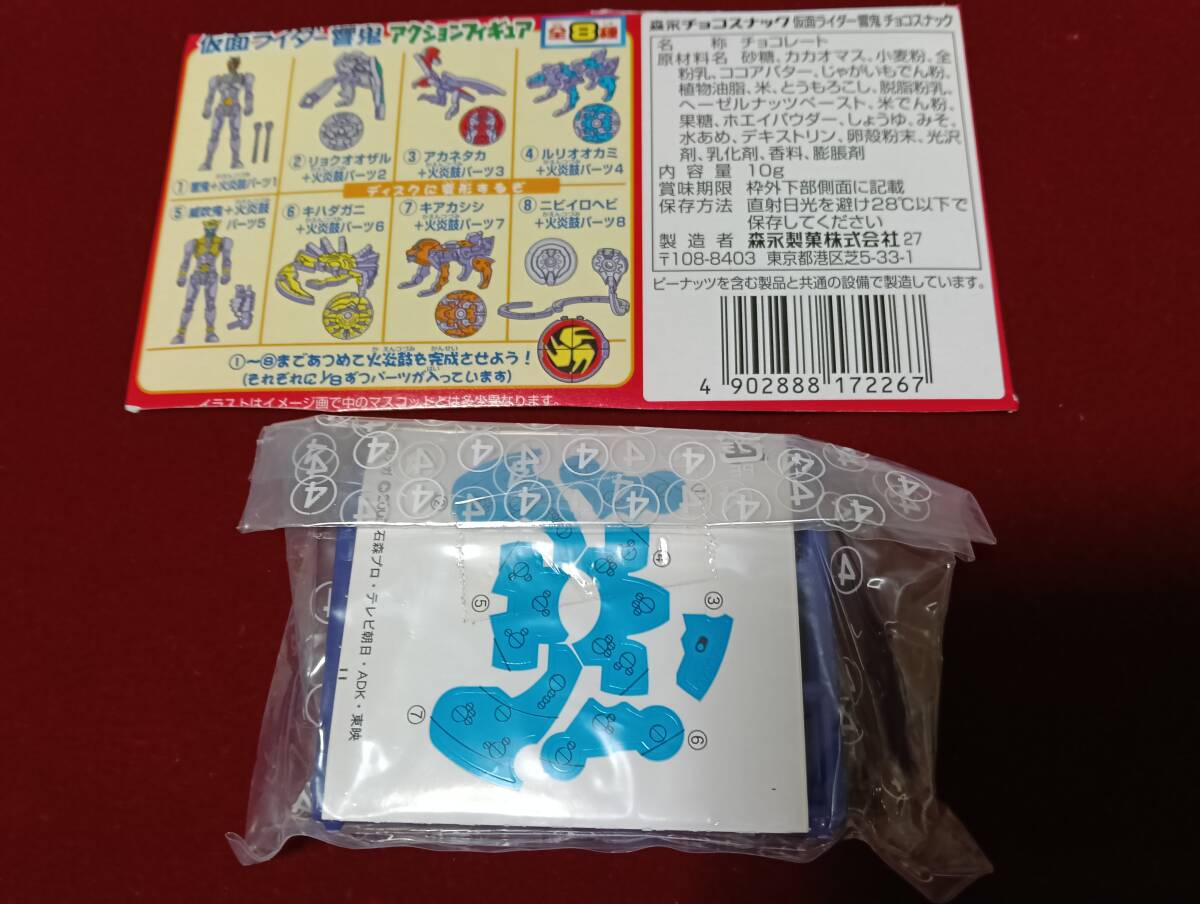 仮面ライダー響鬼 アクションフィギュア 全8種
①響鬼+火炎鼓パーツ1
②リョクオオザル
+火炎鼓パーツ2
③アカネタカ
+火炎鼓パーツ3
④ルリオオカミ
+火炎鼓パーツ4
ディスクに変形するぞ
⑤威吹鬼+火炎鼓
パーツ5
⑥キハダガニ
+火炎鼓パーツ6
⑦キアカシシ
+火炎鼓パーツ7
⑧ニビイロヘビ
+火炎鼓パーツ8
①〜⑧まであつめて火炎鼓を完成させよう!
(それぞれに1/8ずつパーツが入っています)
イラストはイメージ画で中のマスコットとは多少異なります。
森永チョコスナック 仮面ライダー響鬼 チョコスナック
名称 チョコレート
原材料名 砂糖、カカオマス、小麦粉、全
粉乳、ココアバター、じゃがいもでん粉、
植物油脂、米、とうもろこし、脱脂粉乳、
ヘーゼルナッツペースト、米でん粉、
果糖、ホエイパウダー、しょうゆ、みそ、
水あめ、デキストリン、卵殻粉末、光沢
剤、乳化剤、香料、膨脹剤
内容量 10g
賞味期限 枠外下部側面に記載
保存方法 直射日光を避け28℃以下で
保存してください
製造者 森永製菓株式会社27
〒108-8403 東京都港区芝5-33-1
ピーナッツを含む製品と共通の設備で製造しています。
4 902888 172267
石森プロ・テレビ朝日・ADK・東映
③
⑤
⑥
⑦
11
④
PE